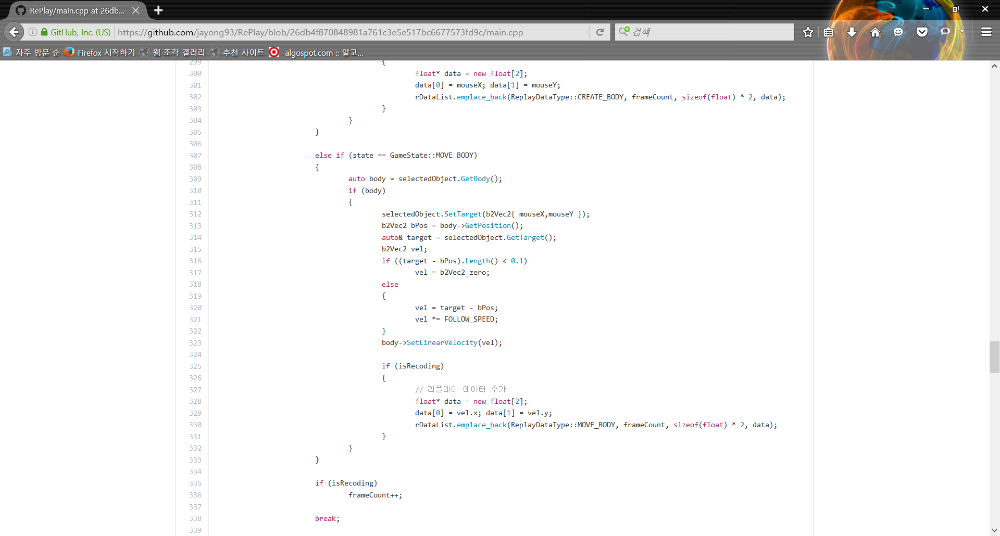 RePlay/main.cpp at 26db...
GitHub, Inc. (US) https://github.com/jayong93/RePlay/blob/26db4f870848981a761c3e5e517bc6677573fd9c/main.cpp 검색
자주 방문 순 Firefox 시작하기 웹 조각 갤러리 추천 사이트 algospot.com :: 알고...
299 {
300 float* data = new float[2];
301 data[0] = mouseX; data[1] = mouseY;
302 rDataList.emplace_back(ReplayDataType::CREATE_BODY, frameCount, sizeof(float) * 2, data);
303 }
304 }
305 }
306
307 else if (state == GameState::MOVE_BODY)
308 {
309 auto body = selectedObject.GetBody();
310 if (body)
311 {
312 selectedObject.SetTarget(b2Vec2{ mouseX,mouseY });
313 b2Vec2 bPos = body->GetPosition();
314 auto& target = selectedObject.GetTarget();
315 b2Vec2 vel;
316 if ((target - bPos).Length() < 0.1)
317 vel = b2Vec2_zero;
318 else
319 {
320 vel = target - bPos;
321 vel *= FOLLOW_SPEED;
322 }
323 body->SetLinearVelocity(vel);
324
325 if (isRecoding)
326 {
327 // 리플레이 데이터 추가
328 float* data = new float[2];
329 data[0] = vel.x; data[1] = vel.y;
330 rDataList.emplace_back(ReplayDataType::MOVE_BODY, frameCount, sizeof(float) * 2, data);
331 }
332 }
333 }
334
335 if (isRecoding)
336 frameCount++;
337
338 break;
339